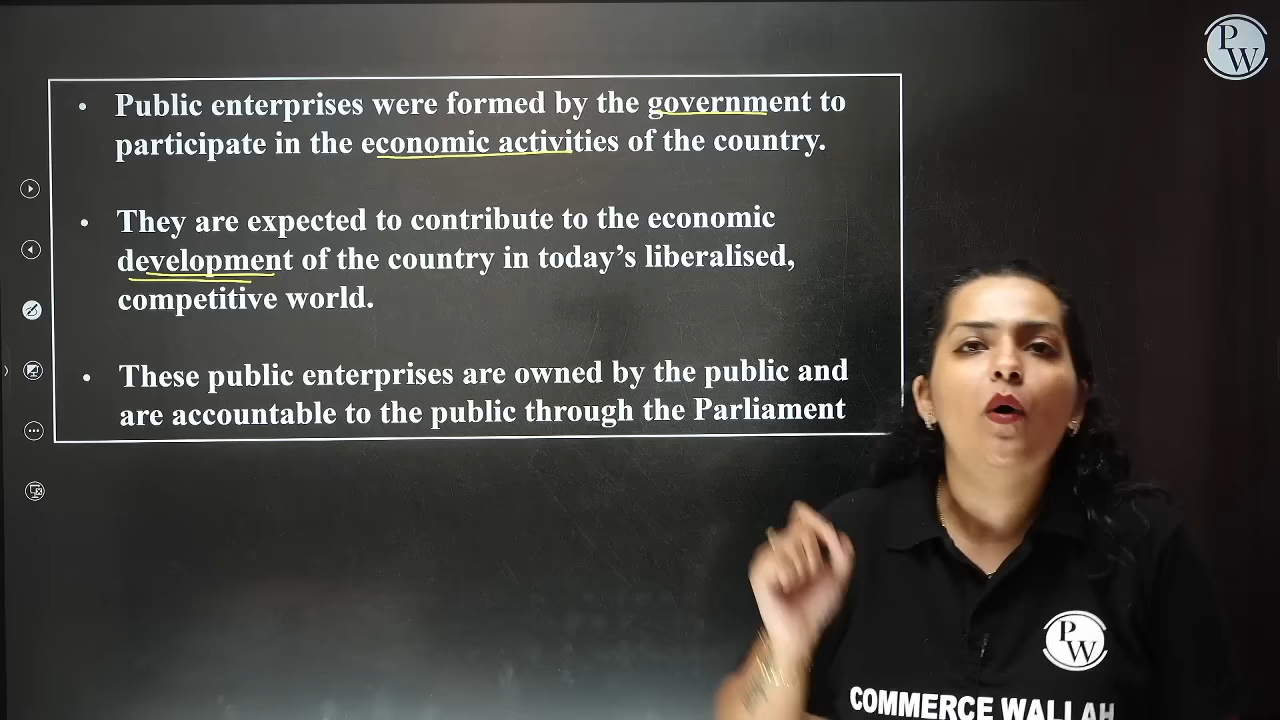 PW
• Public enterprises were formed by the government to
participate in the economic activities of the country.
• They are expected to contribute to the economic
development of the country in today's liberalised,
competitive world.
• These public enterprises are owned by the public and
are accountable to the public through the Parliament
PW
COMMERCE WALLAH